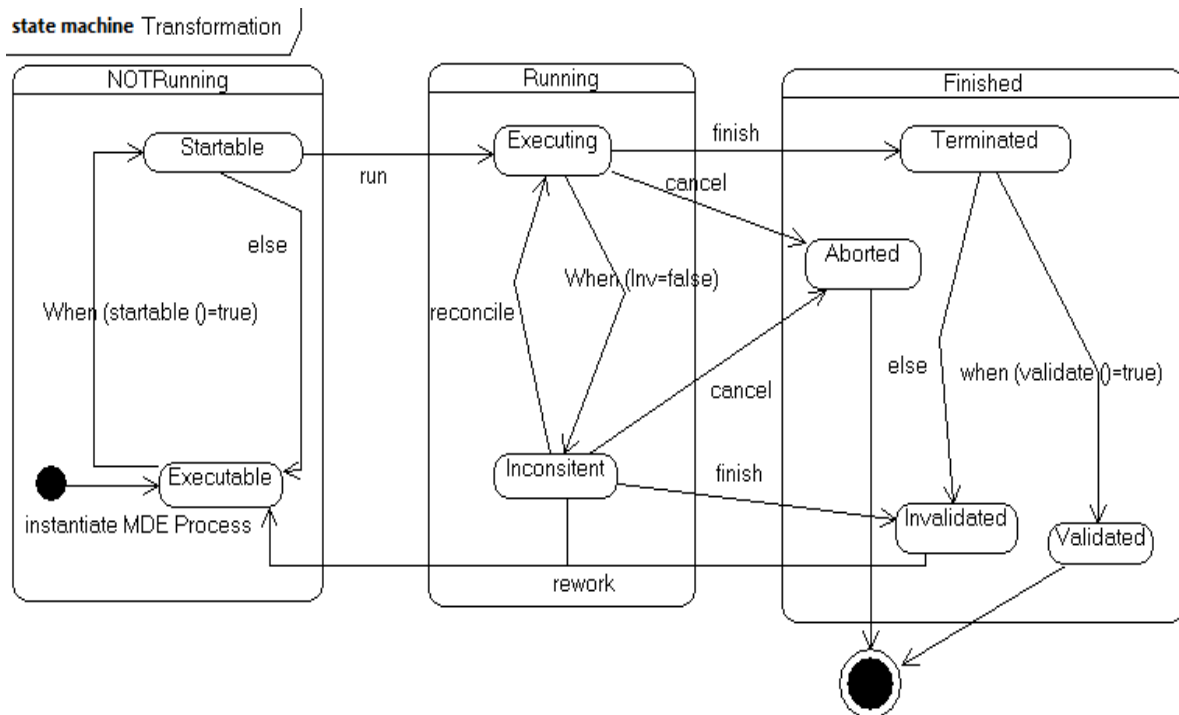 state machine Transformation
NOTRunning
Running
Finished
Startable
Executing
finish
Terminated
run
cancel
else
Aborted
When (startable ()=true)
When (Inv=false)
reconcile
else
when (validate ()=true)
cancel
Executable
Inconsitent
finish
instantiate MDE Process
Invalidated
Validated
rework